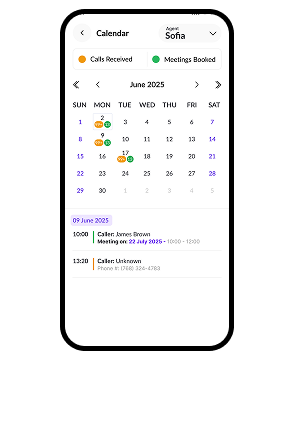 Calendar
Agent
Sofia
Calls Received
Meetings Booked
June 2025
SUN MON TUE WED THU FRI SAT
1 2 3 4 5 6 7
8 9 10 11 12 13 14
15 16 17 18 19 20 21
22 23 24 25 26 27 28
29 30 1 2 3 4 5
09 June 2025
10:00 Caller: James Brown
Meeting on: 22 July 2025 - 10:00 - 12:00
13:20 Caller: Unknown
Phone #: (768) 324-4783